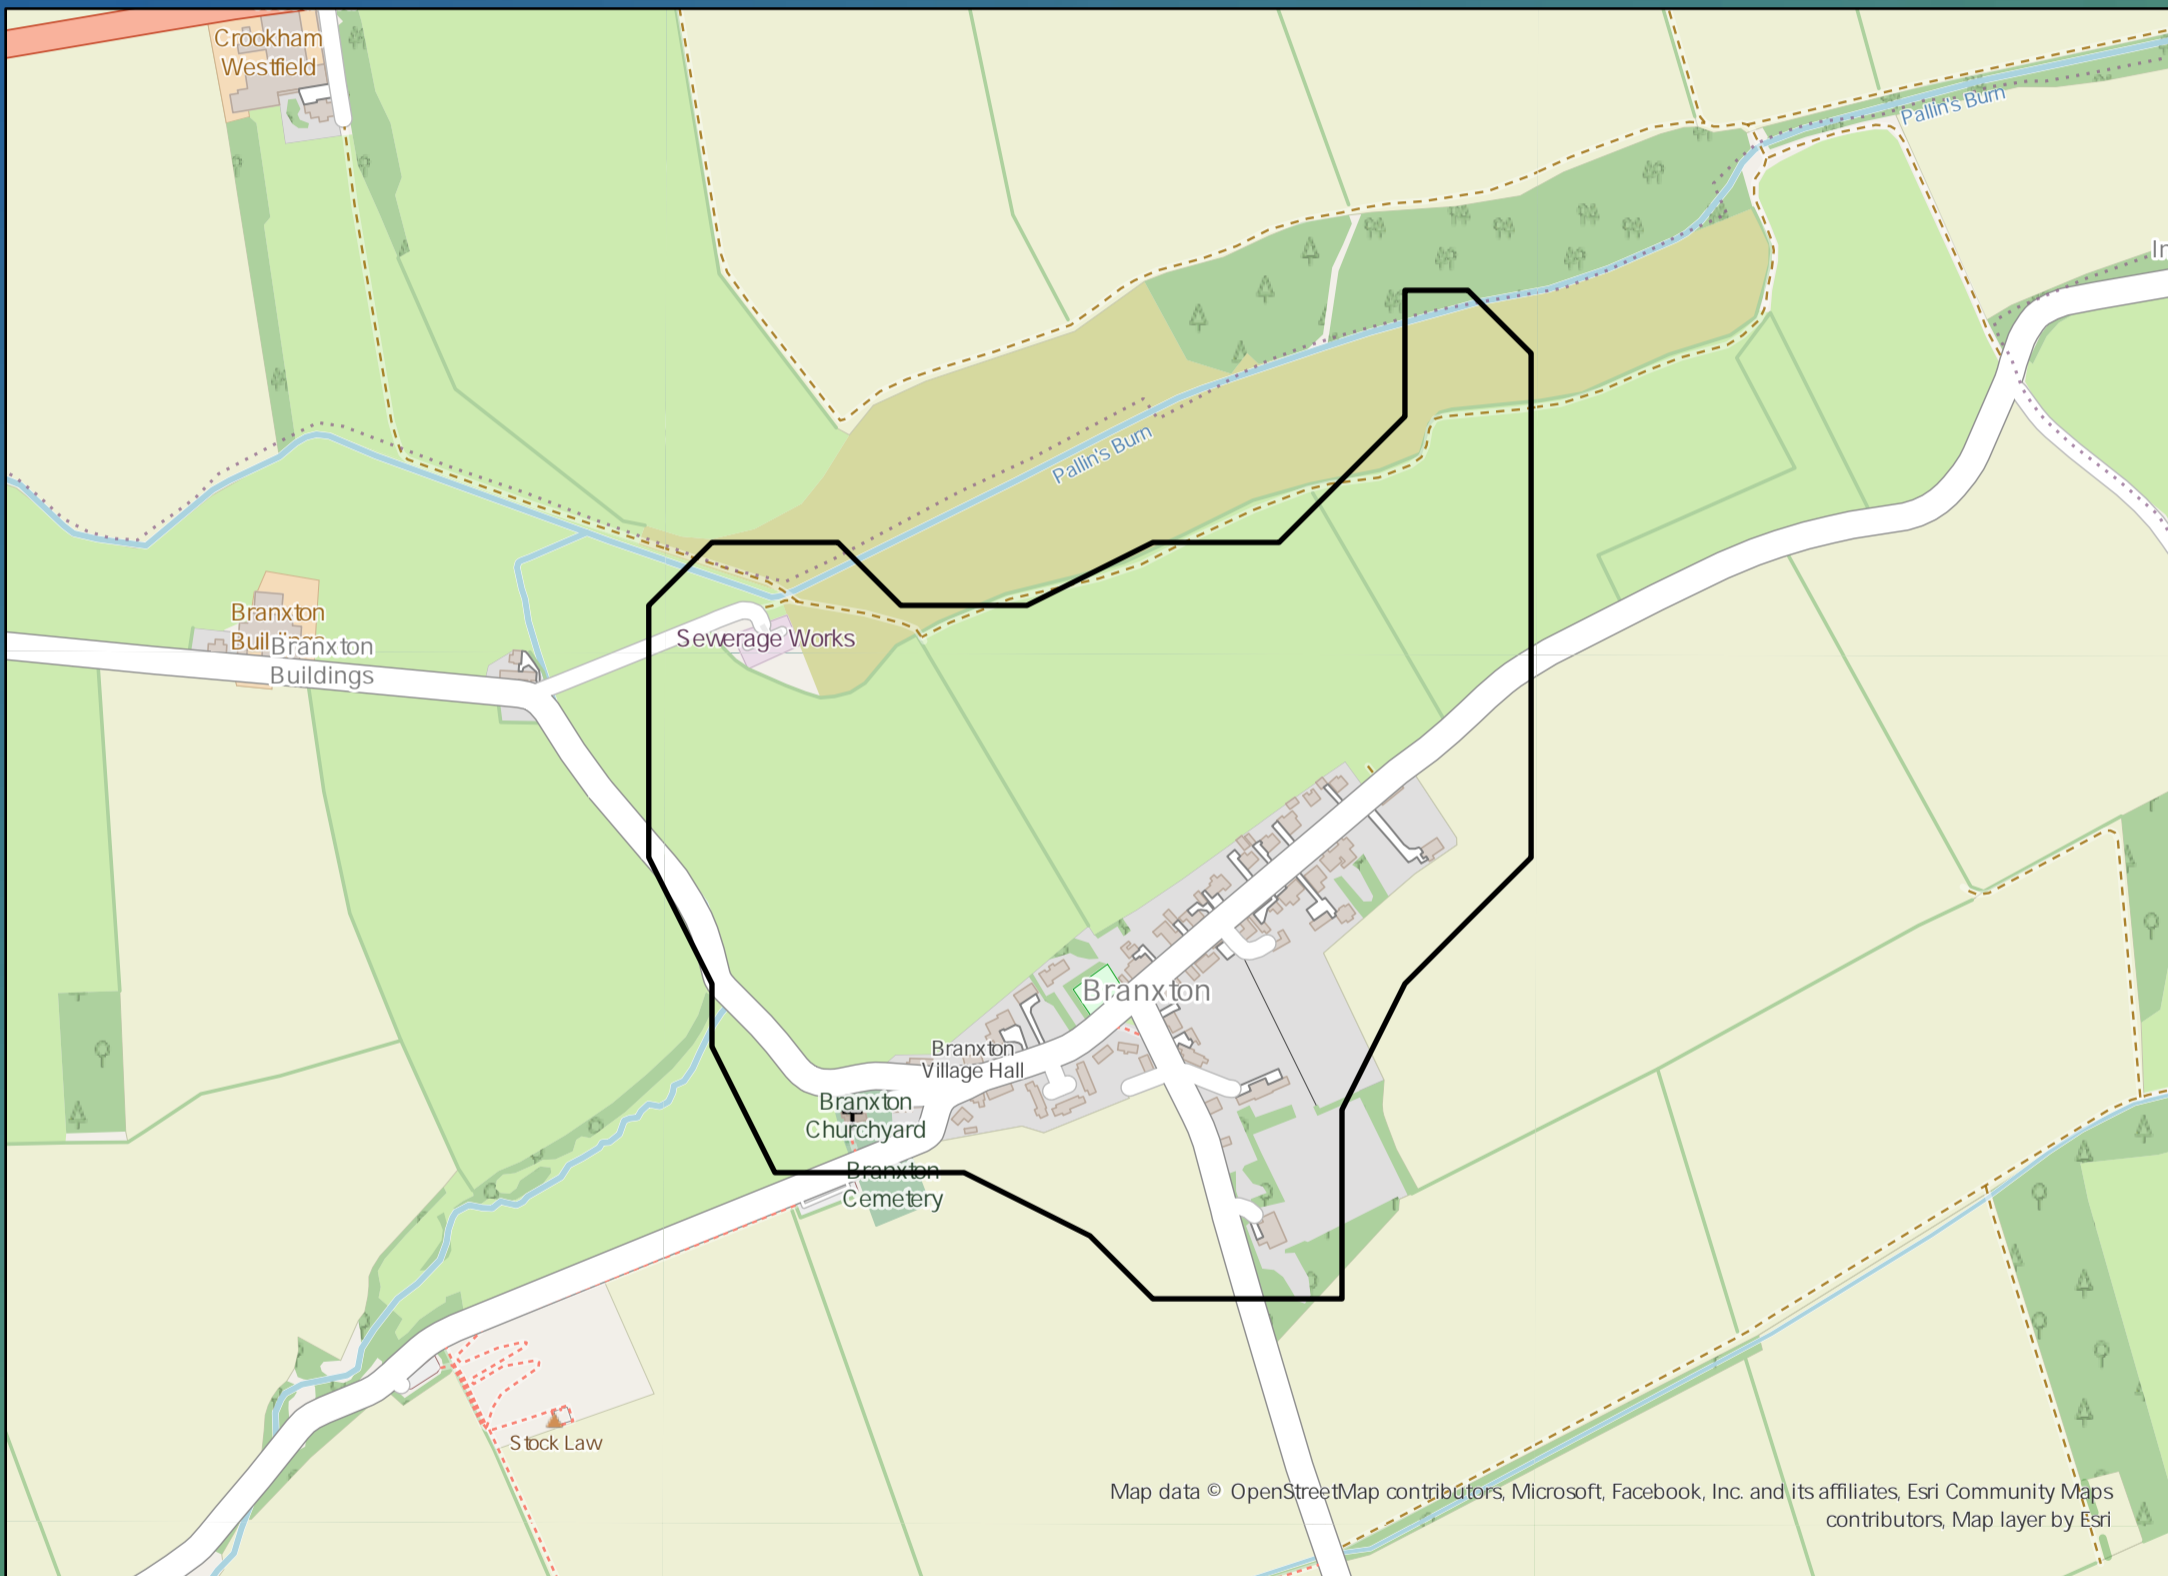 Crookham
Westfield
Pallin's Burn
In
Pallin's Burn
Branxton
Buildings
Branxton
Buildings
Sewerage Works
Branxton
Branxton
Village Hall
Branxton
Churchyard
Branxton
Cemetery
Stock Law
Map data © OpenStreetMap contributors, Microsoft, Facebook, Inc. and its affiliates, Esri Community Maps
contributors, Map layer by Esri